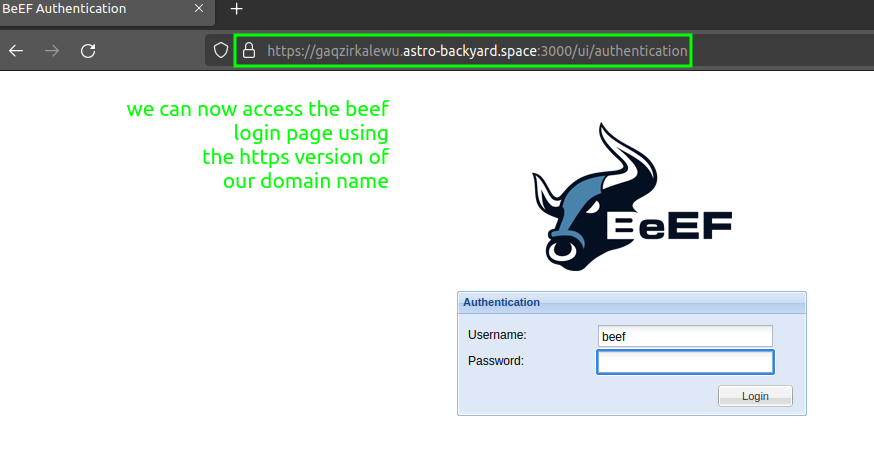 BeEF Authentication
https://gaqzirkalewu.astro-backyard.space:3000/ui/authentication
we can now access the beef
login page using
the https version of
our domain name
BeEF
Authentication
Username:
beef
Password:
Login